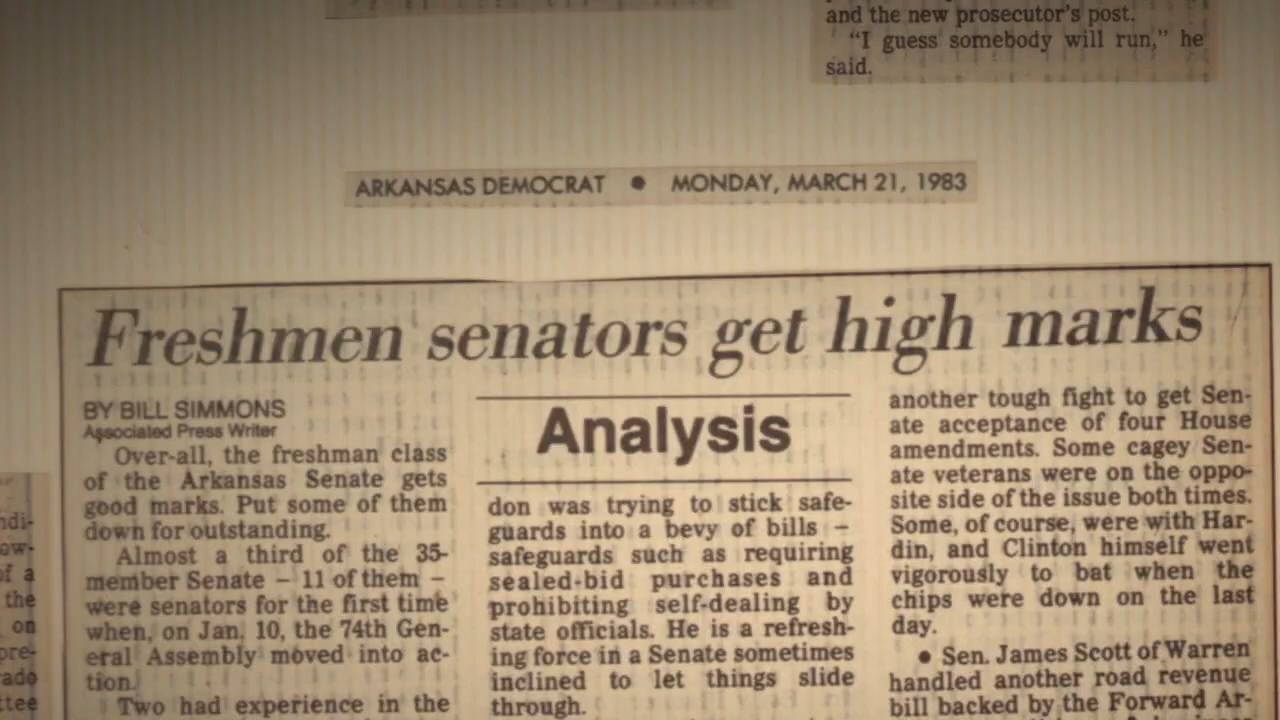 and the new prosecutor's post.
“I guess somebody will run,” he
said.
ARKANSAS DEMOCRAT ● MONDAY, MARCH 21, 1983
Freshmen senators get high marks
BY BILL SIMMONS
Associated Press Writer
Over-all, the freshman class
of the Arkansas Senate gets
good marks. Put some of them
down for outstanding.
Almost a third of the 35-
member Senate – 11 of them –
were senators for the first time
when, on Jan. 10, the 74th Gen-
eral Assembly moved into ac-
tion.
Two had experience in the
Analysis
don was trying to stick safe-
guards into a bevy of bills –
safeguards such as requiring
sealed-bid purchases and
prohibiting self-dealing by
state officials. He is a refresh-
ing force in a Senate sometimes
inclined to let things slide
through.
another tough fight to get Sen-
ate acceptance of four House
amendments. Some cagey Sen-
ate veterans were on the oppo-
site side of the issue both times.
Some, of course, were with Har-
din, and Clinton himself went
vigorously to bat when the
chips were down on the last
day.
● Sen. James Scott of Warren
handled another road revenue
bill backed by the Forward Ar-
of a
the
on